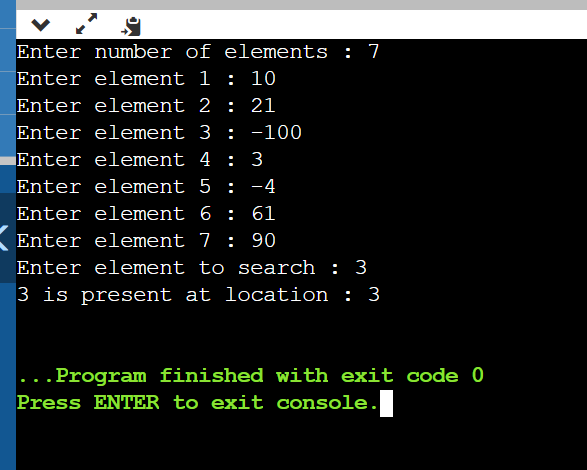 Enter number of elements : 7
Enter element 1 : 10
Enter element 2 : 21
Enter element 3 : -100
Enter element 4 : 3
Enter element 5 : -4
Enter element 6 : 61
Enter element 7 : 90
Enter element to search : 3
3 is present at location : 3
...Program finished with exit code 0
Press ENTER to exit console.